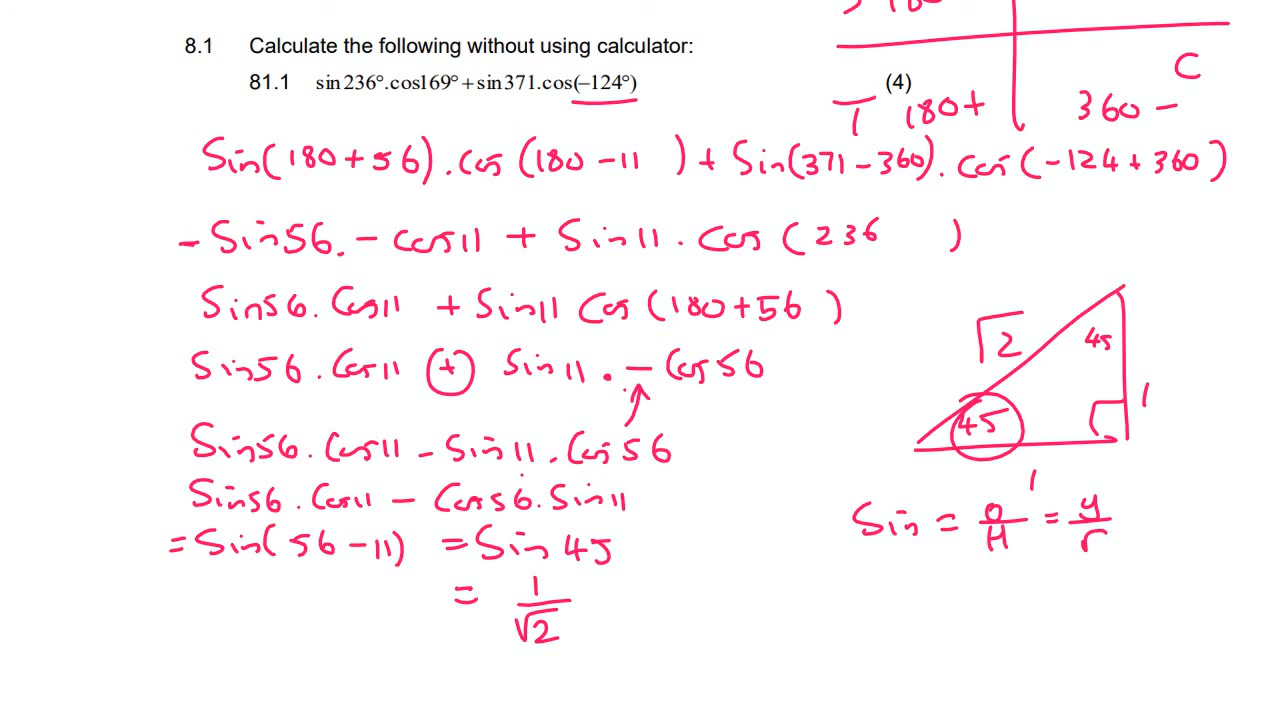 8.1 Calculate the following without using calculator:
81.1 sin236°.cos169°+sin371.cos(–124°) (4)
C
T 180+ 360 –
Sin(180+56).cos(180-11)+Sin(371-360).cos(-124+360)
-Sin56.-cos11 + Sin11.cos(236 )
Sin56.Cos11 + Sin11 Cos(180+56 )
Sin56.Cos11 + Sin11 . - Cos56
Sin56.Cos11 - Sin11.Cos56
Sin56.Cos11 - Cos56.Sin11
=Sin(56-11) =Sin45
= 1/√2
√2
45
1
45
1
Sin = O/H = y/r